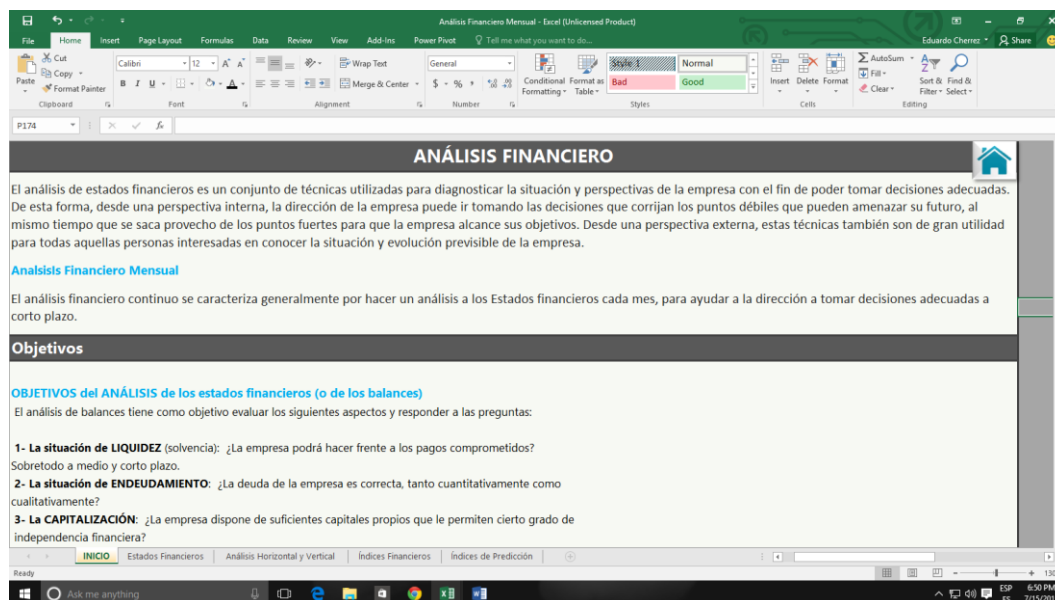 Análisis Financiero Mensual - Excel (Unlicensed Product)
File Home Insert Page Layout Formulas Data Review View Add-Ins Power Pivot Tell me what you want to do... Eduardo Cherrez Share
Cut
Copy
Format Painter
Paste
Calibri 12
B I U
Wrap Text
Merge & Center
General
$ % ,
Conditional Formatting
Format as Table
Style 1 Normal
Bad Good
Insert Delete Format
AutoSum
Fill
Clear
Sort & Filter
Find & Select
Clipboard Font Alignment Number Styles Cells Editing
P174 fx
ANÁLISIS FINANCIERO
El análisis de estados financieros es un conjunto de técnicas utilizadas para diagnosticar la situación y perspectivas de la empresa con el fin de poder tomar decisiones adecuadas.
De esta forma, desde una perspectiva interna, la dirección de la empresa puede ir tomando las decisiones que corrijan los puntos débiles que pueden amenazar su futuro, al
mismo tiempo que se saca provecho de los puntos fuertes para que la empresa alcance sus objetivos. Desde una perspectiva externa, estas técnicas también son de gran utilidad
para todas aquellas personas interesadas en conocer la situación y evolución previsible de la empresa.
Analsisls Financiero Mensual
El análisis financiero continuo se caracteriza generalmente por hacer un análisis a los Estados financieros cada mes, para ayudar a la dirección a tomar decisiones adecuadas a
corto plazo.
Objetivos
OBJETIVOS del ANÁLISIS de los estados financieros (o de los balances)
El análisis de balances tiene como objetivo evaluar los siguientes aspectos y responder a las preguntas:
1- La situación de LIQUIDEZ (solvencia): ¿La empresa podrá hacer frente a los pagos comprometidos?
Sobretodo a medio y corto plazo.
2- La situación de ENDEUDAMIENTO: ¿La deuda de la empresa es correcta, tanto cuantitativamente como
cualitativamente?
3- La CAPITALIZACIÓN: ¿La empresa dispone de suficientes capitales propios que le permiten cierto grado de
independencia financiera?
INICIO Estados Financieros Análisis Horizontal y Vertical Índices Financieros Índices de Predicción
Ready 130
Ask me anything ESP 6:50 PM
ES 7/15/201